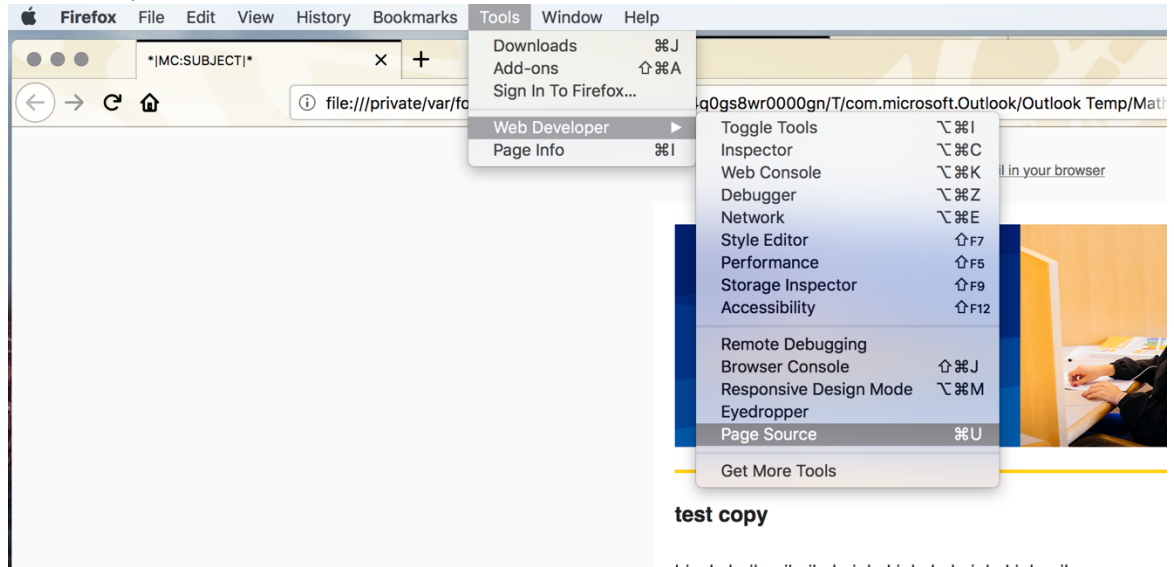 Firefox File Edit View History Bookmarks Tools Window Help
*|MC:SUBJECT|*
Downloads ⌘J
Add-ons ⇧⌘A
Sign In To Firefox...
Web Developer ▶
Page Info ⌘I
file:///private/var/fo
q0gs8wr0000gn/T/com.microsoft.Outlook/Outlook Temp/Mat
Toggle Tools ⌥⌘I
Inspector ⌥⌘C
Web Console ⌥⌘K
Debugger ⌥⌘Z
Network ⌥⌘E
Style Editor ⇧F7
Performance ⇧F5
Storage Inspector ⇧F9
Accessibility ⇧F12
Remote Debugging
Browser Console ⇧⌘J
Responsive Design Mode ⌥⌘M
Eyedropper
Page Source ⌘U
Get More Tools
in your browser
test copy